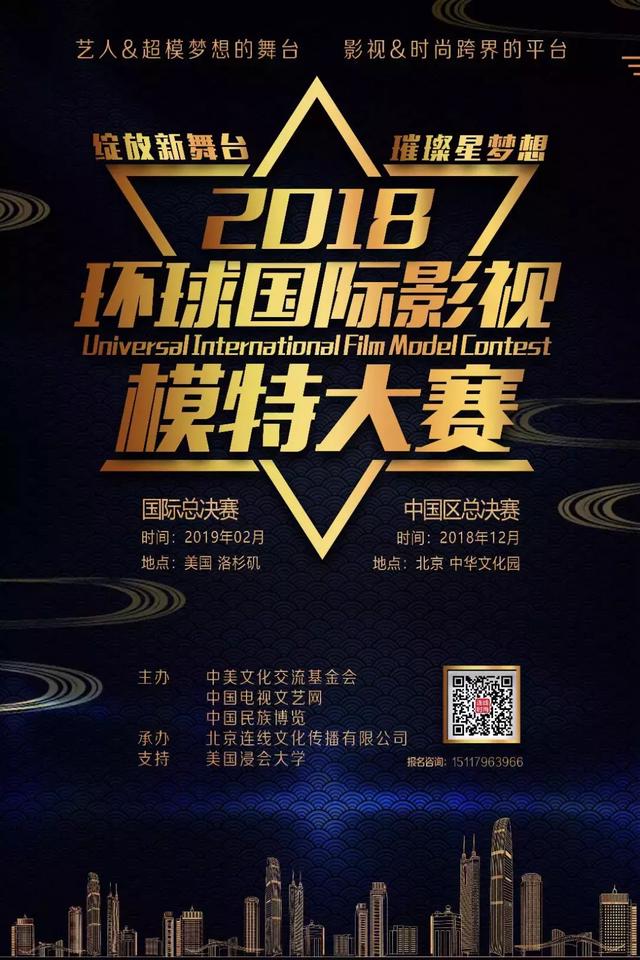 艺人&超模梦想的舞台 影视&时尚跨界的平台
绽放新舞台 璀璨星梦想
2018
环球国际影视
Universal International Film Model Contest
模特大赛
国际总决赛 中国区总决赛
时间：2019年02月 时间：2018年12月
地点：美国 洛杉矶 地点：北京 中华文化园
主办 中美文化交流基金会
中国电视文艺网
中国民族博览
承办 北京连线文化传播有限公司
支持 美国漫会大学
连线
时尚
报名咨询：15117963966